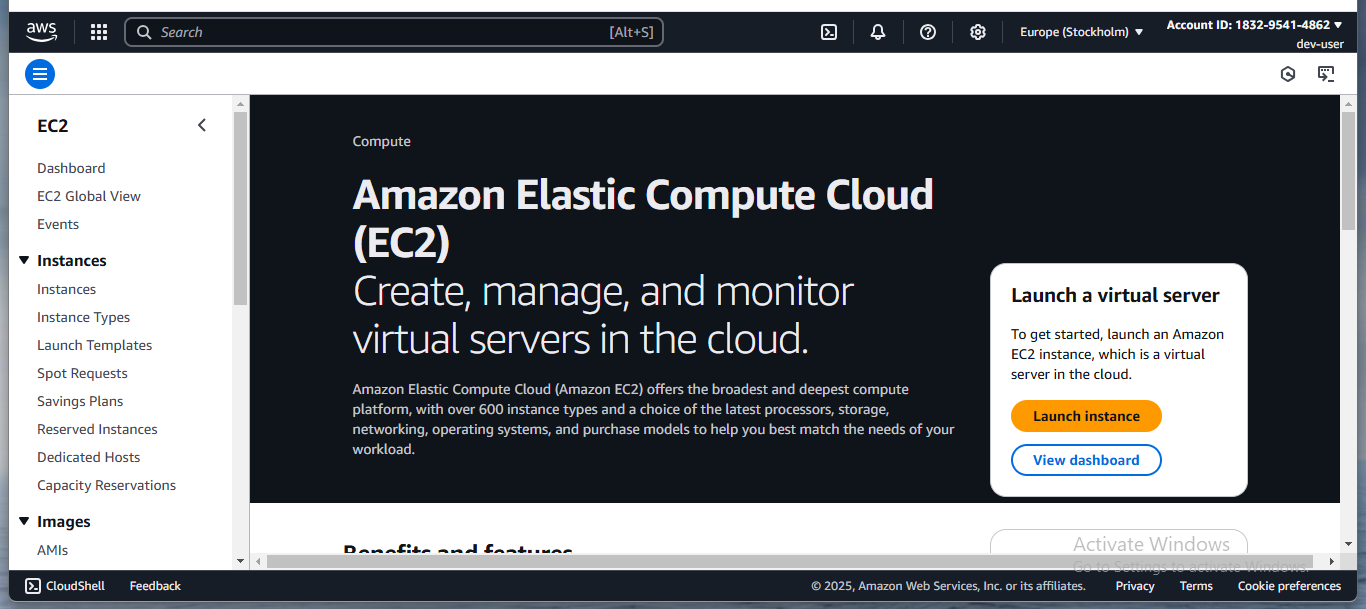 aws
Search
[Alt+S]
Europe (Stockholm)
Account ID: 1832-9541-4862
dev-user
EC2
Dashboard
EC2 Global View
Events
Instances
Instances
Instance Types
Launch Templates
Spot Requests
Savings Plans
Reserved Instances
Dedicated Hosts
Capacity Reservations
Images
AMIs
Compute
Amazon Elastic Compute Cloud
(EC2)
Create, manage, and monitor
virtual servers in the cloud.
Amazon Elastic Compute Cloud (Amazon EC2) offers the broadest and deepest compute
platform, with over 600 instance types and a choice of the latest processors, storage,
networking, operating systems, and purchase models to help you best match the needs of your
workload.
Launch a virtual server
To get started, launch an Amazon
EC2 instance, which is a virtual
server in the cloud.
Launch instance
View dashboard
Benefits and features
Activate Windows
Go to Settings to activate Windows.
CloudShell
Feedback
© 2025, Amazon Web Services, Inc. or its affiliates.
Privacy
Terms
Cookie preferences